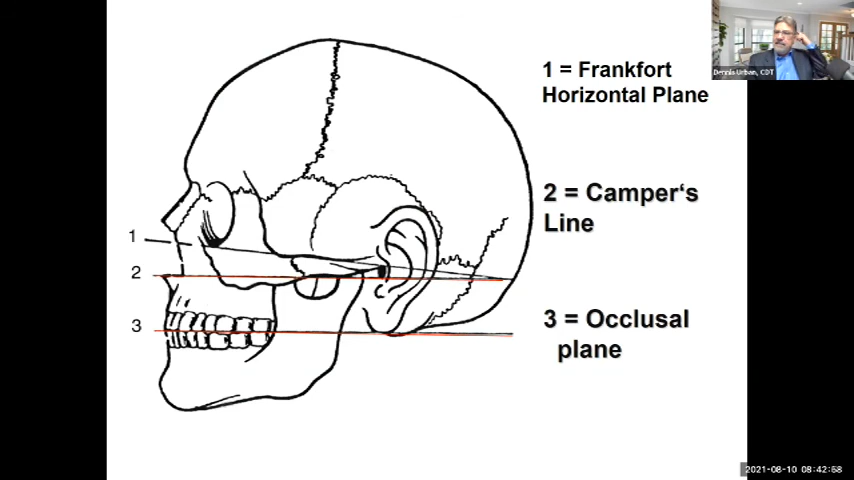 Dennis Urban, CDT
1 = Frankfort
Horizontal Plane
2 = Camper‘s
Line
3 = Occlusal
plane
1
2
3
2021-08-10 08:42:58